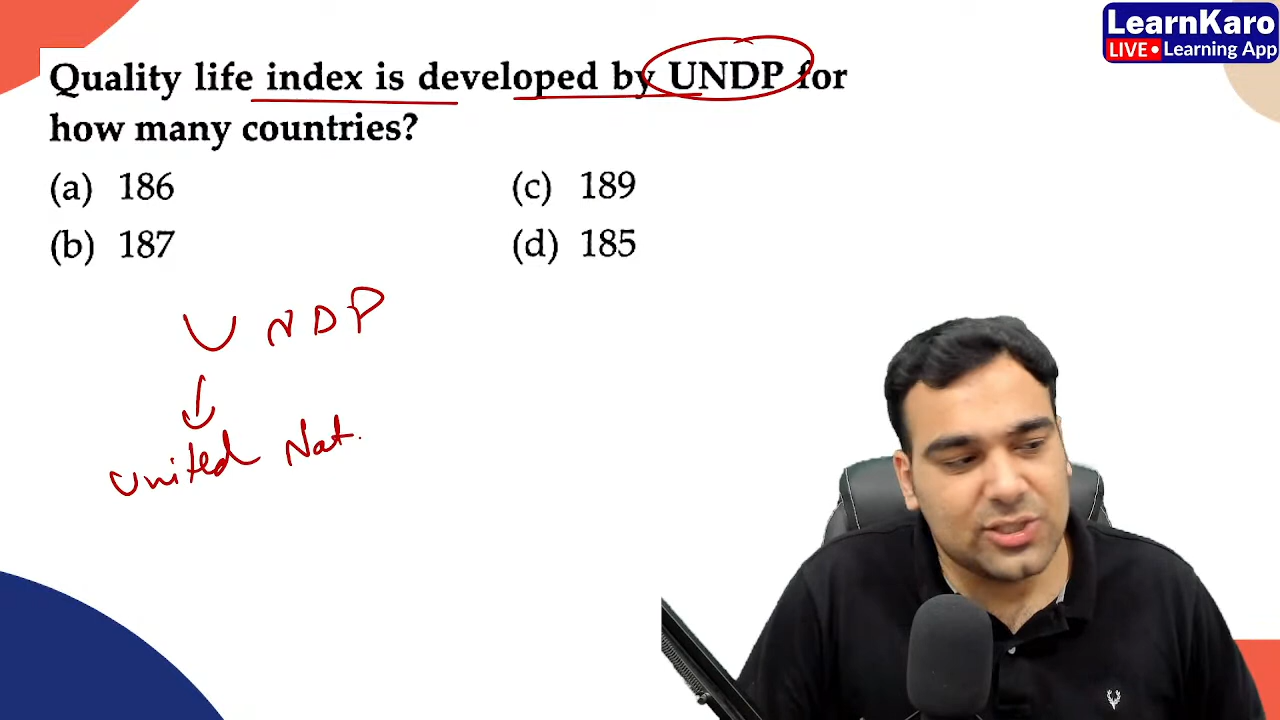 LearnKaro
LIVE • Learning App
Quality life index is developed by UNDP for
how many countries?
(a) 186
(c) 189
(b) 187
(d) 185
UNDP
United Nat.